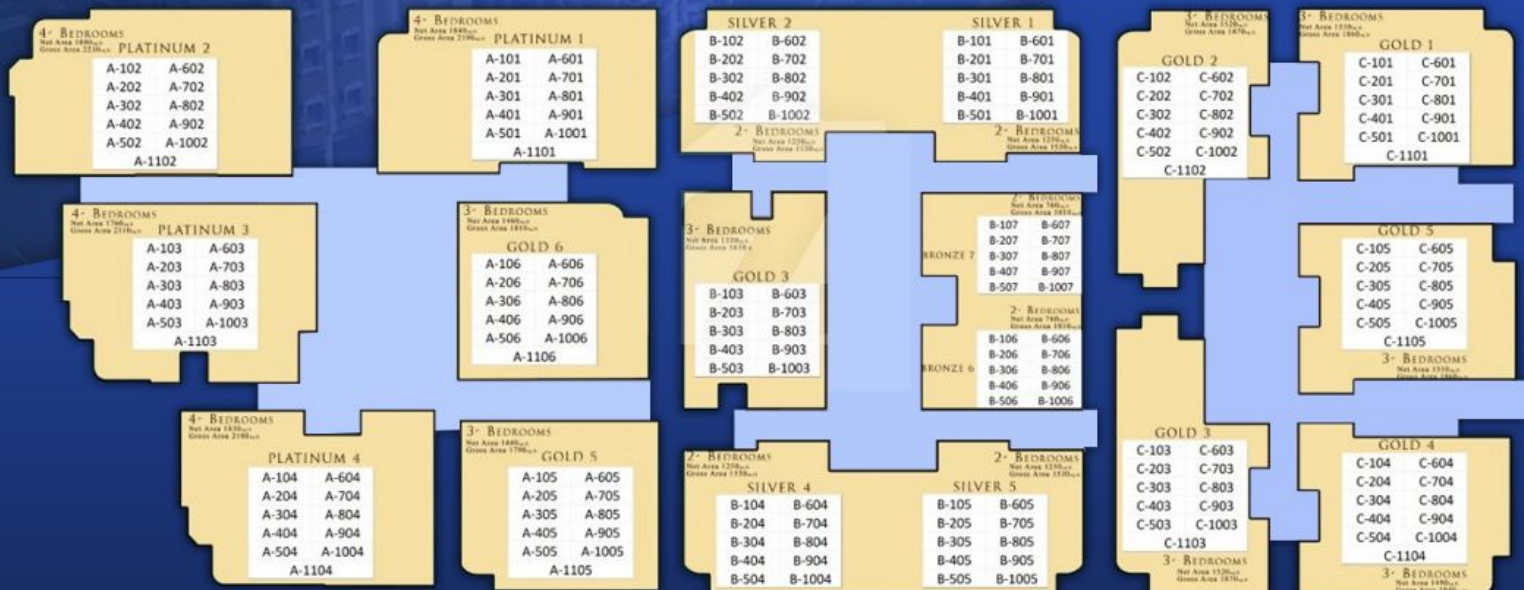 4- BEDROOMS
PLATINUM 2
A-102 A-602
A-202 A-702
A-302 A-802
A-402 A-902
A-502 A-1002
A-1102
4- BEDROOMS
PLATINUM 1
A-101 A-601
A-201 A-701
A-301 A-801
A-401 A-901
A-501 A-1001
A-1101
4- BEDROOMS
PLATINUM 3
A-103 A-603
A-203 A-703
A-303 A-803
A-403 A-903
A-503 A-1003
A-1103
3- BEDROOMS
GOLD 6
A-106 A-606
A-206 A-706
A-306 A-806
A-406 A-906
A-506 A-1006
A-1106
4- BEDROOMS
PLATINUM 4
A-104 A-604
A-204 A-704
A-304 A-804
A-404 A-904
A-504 A-1004
A-1104
3- BEDROOMS
GOLD 5
A-105 A-605
A-205 A-705
A-305 A-805
A-405 A-905
A-505 A-1005
A-1105
SILVER 2
B-102 B-602
B-202 B-702
B-302 B-802
B-402 B-902
B-502 B-1002
2- BEDROOMS
SILVER 1
B-101 B-601
B-201 B-701
B-301 B-801
B-401 B-901
B-501 B-1001
2- BEDROOMS
3- BEDROOMS
GOLD 3
B-103 B-603
B-203 B-703
B-303 B-803
B-403 B-903
B-503 B-1003
2- BEDROOMS
BRONZE 7
B-107 B-607
B-207 B-707
B-307 B-807
B-407 B-907
B-507 B-1007
2- BEDROOMS
BRONZE 6
B-106 B-606
B-206 B-706
B-306 B-806
B-406 B-906
B-506 B-1006
2- BEDROOMS
SILVER 4
B-104 B-604
B-204 B-704
B-304 B-804
B-404 B-904
B-504 B-1004
2- BEDROOMS
SILVER 5
B-105 B-605
B-205 B-705
B-305 B-805
B-405 B-905
B-505 B-1005
3- BEDROOMS
GOLD 2
C-102 C-602
C-202 C-702
C-302 C-802
C-402 C-902
C-502 C-1002
C-1102
3- BEDROOMS
GOLD 1
C-101 C-601
C-201 C-701
C-301 C-801
C-401 C-901
C-501 C-1001
C-1101
GOLD 5
C-105 C-605
C-205 C-705
C-305 C-805
C-405 C-905
C-505 C-1005
C-1105
3- BEDROOMS
GOLD 3
C-103 C-603
C-203 C-703
C-303 C-803
C-403 C-903
C-503 C-1003
C-1103
3- BEDROOMS
GOLD 4
C-104 C-604
C-204 C-704
C-304 C-804
C-404 C-904
C-504 C-1004
C-1104
3- BEDROOMS